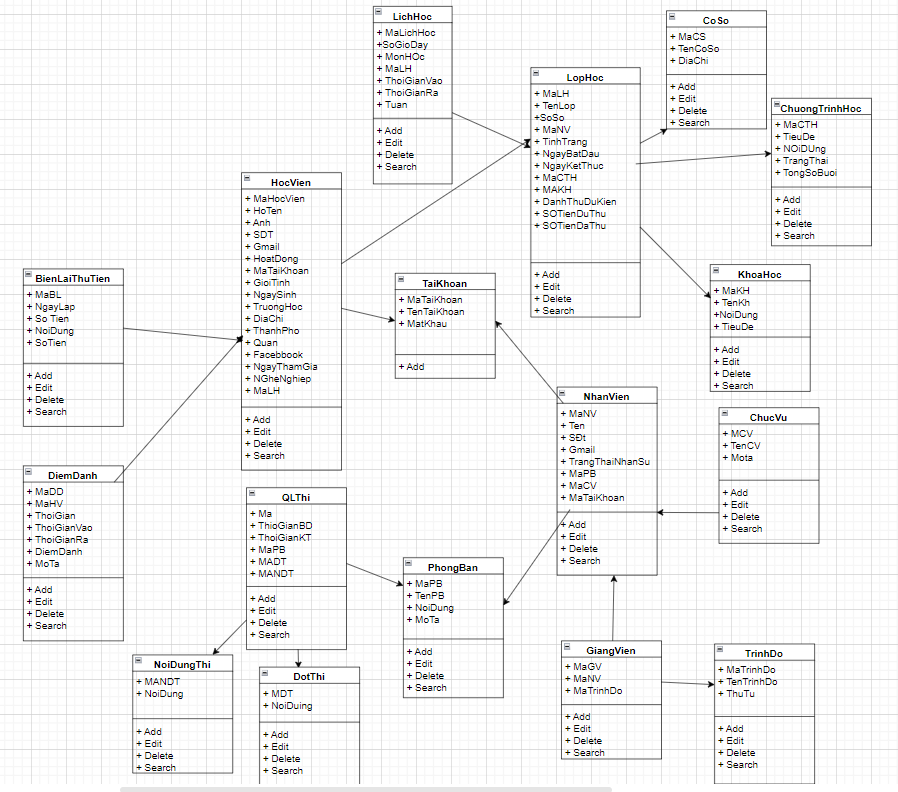 LichHoc
+ MaLichHoc
+SoGioDay
+ MonHOc
+ MaLH
+ ThoiGianVao
+ ThoiGianRa
+ Tuan
+ Add
+ Edit
+ Delete
+ Search
CoSo
+ MaCS
+ TenCoSo
+ DiaChi
+ Add
+ Edit
+ Delete
+ Search
LopHoc
+ MaLH
+ TenLop
+SoSo
+ MaNV
+ TinhTrang
+ NgayBatDau
+ NgayKetThuc
+ MaCTH
+ MAKH
+ DanhThuDuKien
+ SOTienDuThu
+ SOTienDaThu
+ Add
+ Edit
+ Delete
+ Search
ChuongTrinhHoc
+ MaCTH
+ TieuDe
+ NOiDUng
+ TrangThai
+ TongSoBuoi
+ Add
+ Edit
+ Delete
+ Search
HocVien
+ MaHocVien
+ HoTen
+ Anh
+ SDT
+ Gmail
+ HoatDong
+ MaTaiKhoan
+ GioiTinh
+ NgaySinh
+ TruongHoc
+ DiaChi
+ ThanhPho
+ Quan
+ Facebbook
+ NgayThamGia
+ NGheNghiep
+ MaLH
+ Add
+ Edit
+ Delete
+ Search
BienLaiThuTien
+ MaBL
+ NgayLap
+ So Tien
+ NoiDung
+ SoTien
+ Add
+ Edit
+ Delete
+ Search
TaiKhoan
+ MaTaiKhoan
+ TenTaiKhoan
+ MatKhau
+ Add
KhoaHoc
+ MaKH
+ TenKh
+NoiDung
+ TieuDe
+ Add
+ Edit
+ Delete
+ Search
NhanVien
+ MaNV
+ Ten
+ SĐt
+ Gmail
+ TrangThaiNhanSu
+ MaPB
+ MaCV
+ MaTaiKhoan
+ Add
+ Edit
+ Delete
+ Search
ChucVu
+ MCV
+ TenCV
+ Mota
+ Add
+ Edit
+ Delete
+ Search
DiemDanh
+ MaDD
+ MaHV
+ ThoiGian
+ ThoiGianVao
+ ThoiGianRa
+ DiemDanh
+ MoTa
+ Add
+ Edit
+ Delete
+ Search
QLThi
+ Ma
+ ThioGianBD
+ ThoiGianKT
+ MaPB
+ MADT
+ MANDT
+ Add
+ Edit
+ Delete
+ Search
PhongBan
+ MaPB
+ TenPB
+ NoiDung
+ MoTa
+ Add
+ Edit
+ Delete
+ Search
NoiDungThi
+ MANDT
+ NoiDung
+ Add
+ Edit
+ Delete
+ Search
DotThi
+ MDT
+ NoiDuing
+ Add
+ Edit
+ Delete
+ Search
GiangVien
+ MaGV
+ MaNV
+ MaTrinhDo
+ Add
+ Edit
+ Delete
+ Search
TrinhDo
+ MaTrinhDo
+ TenTrinhDo
+ ThuTu
+ Add
+ Edit
+ Delete
+ Search